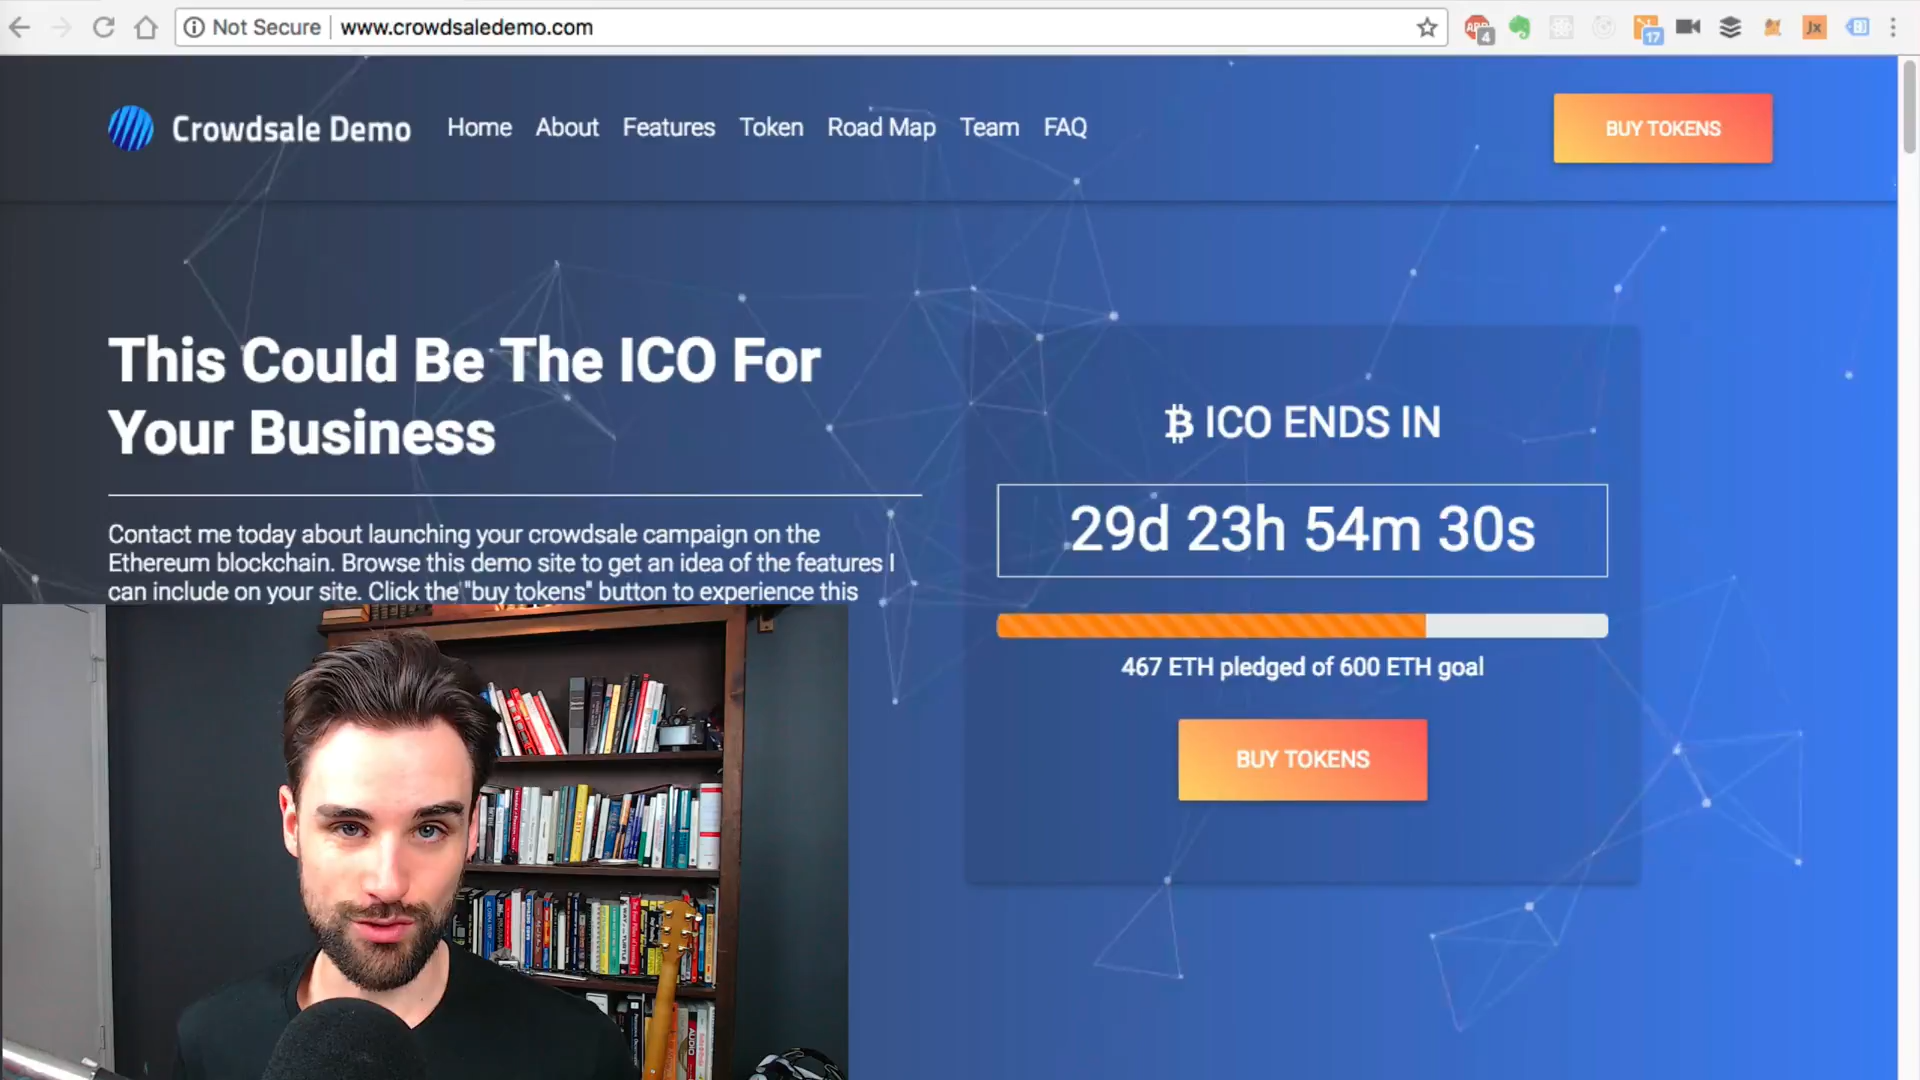 Not Secure
www.crowdsaledemo.com
4
17
Jx
Crowdsale Demo
Home
About
Features
Token
Road Map
Team
FAQ
BUY TOKENS
This Could Be The ICO For
Your Business
Contact me today about launching your crowdsale campaign on the
Ethereum blockchain. Browse this demo site to get an idea of the features I
can include on your site. Click the "buy tokens" button to experience this
ICO ENDS IN
29d 23h 54m 30s
467 ETH pledged of 600 ETH goal
BUY TOKENS
AUDIO